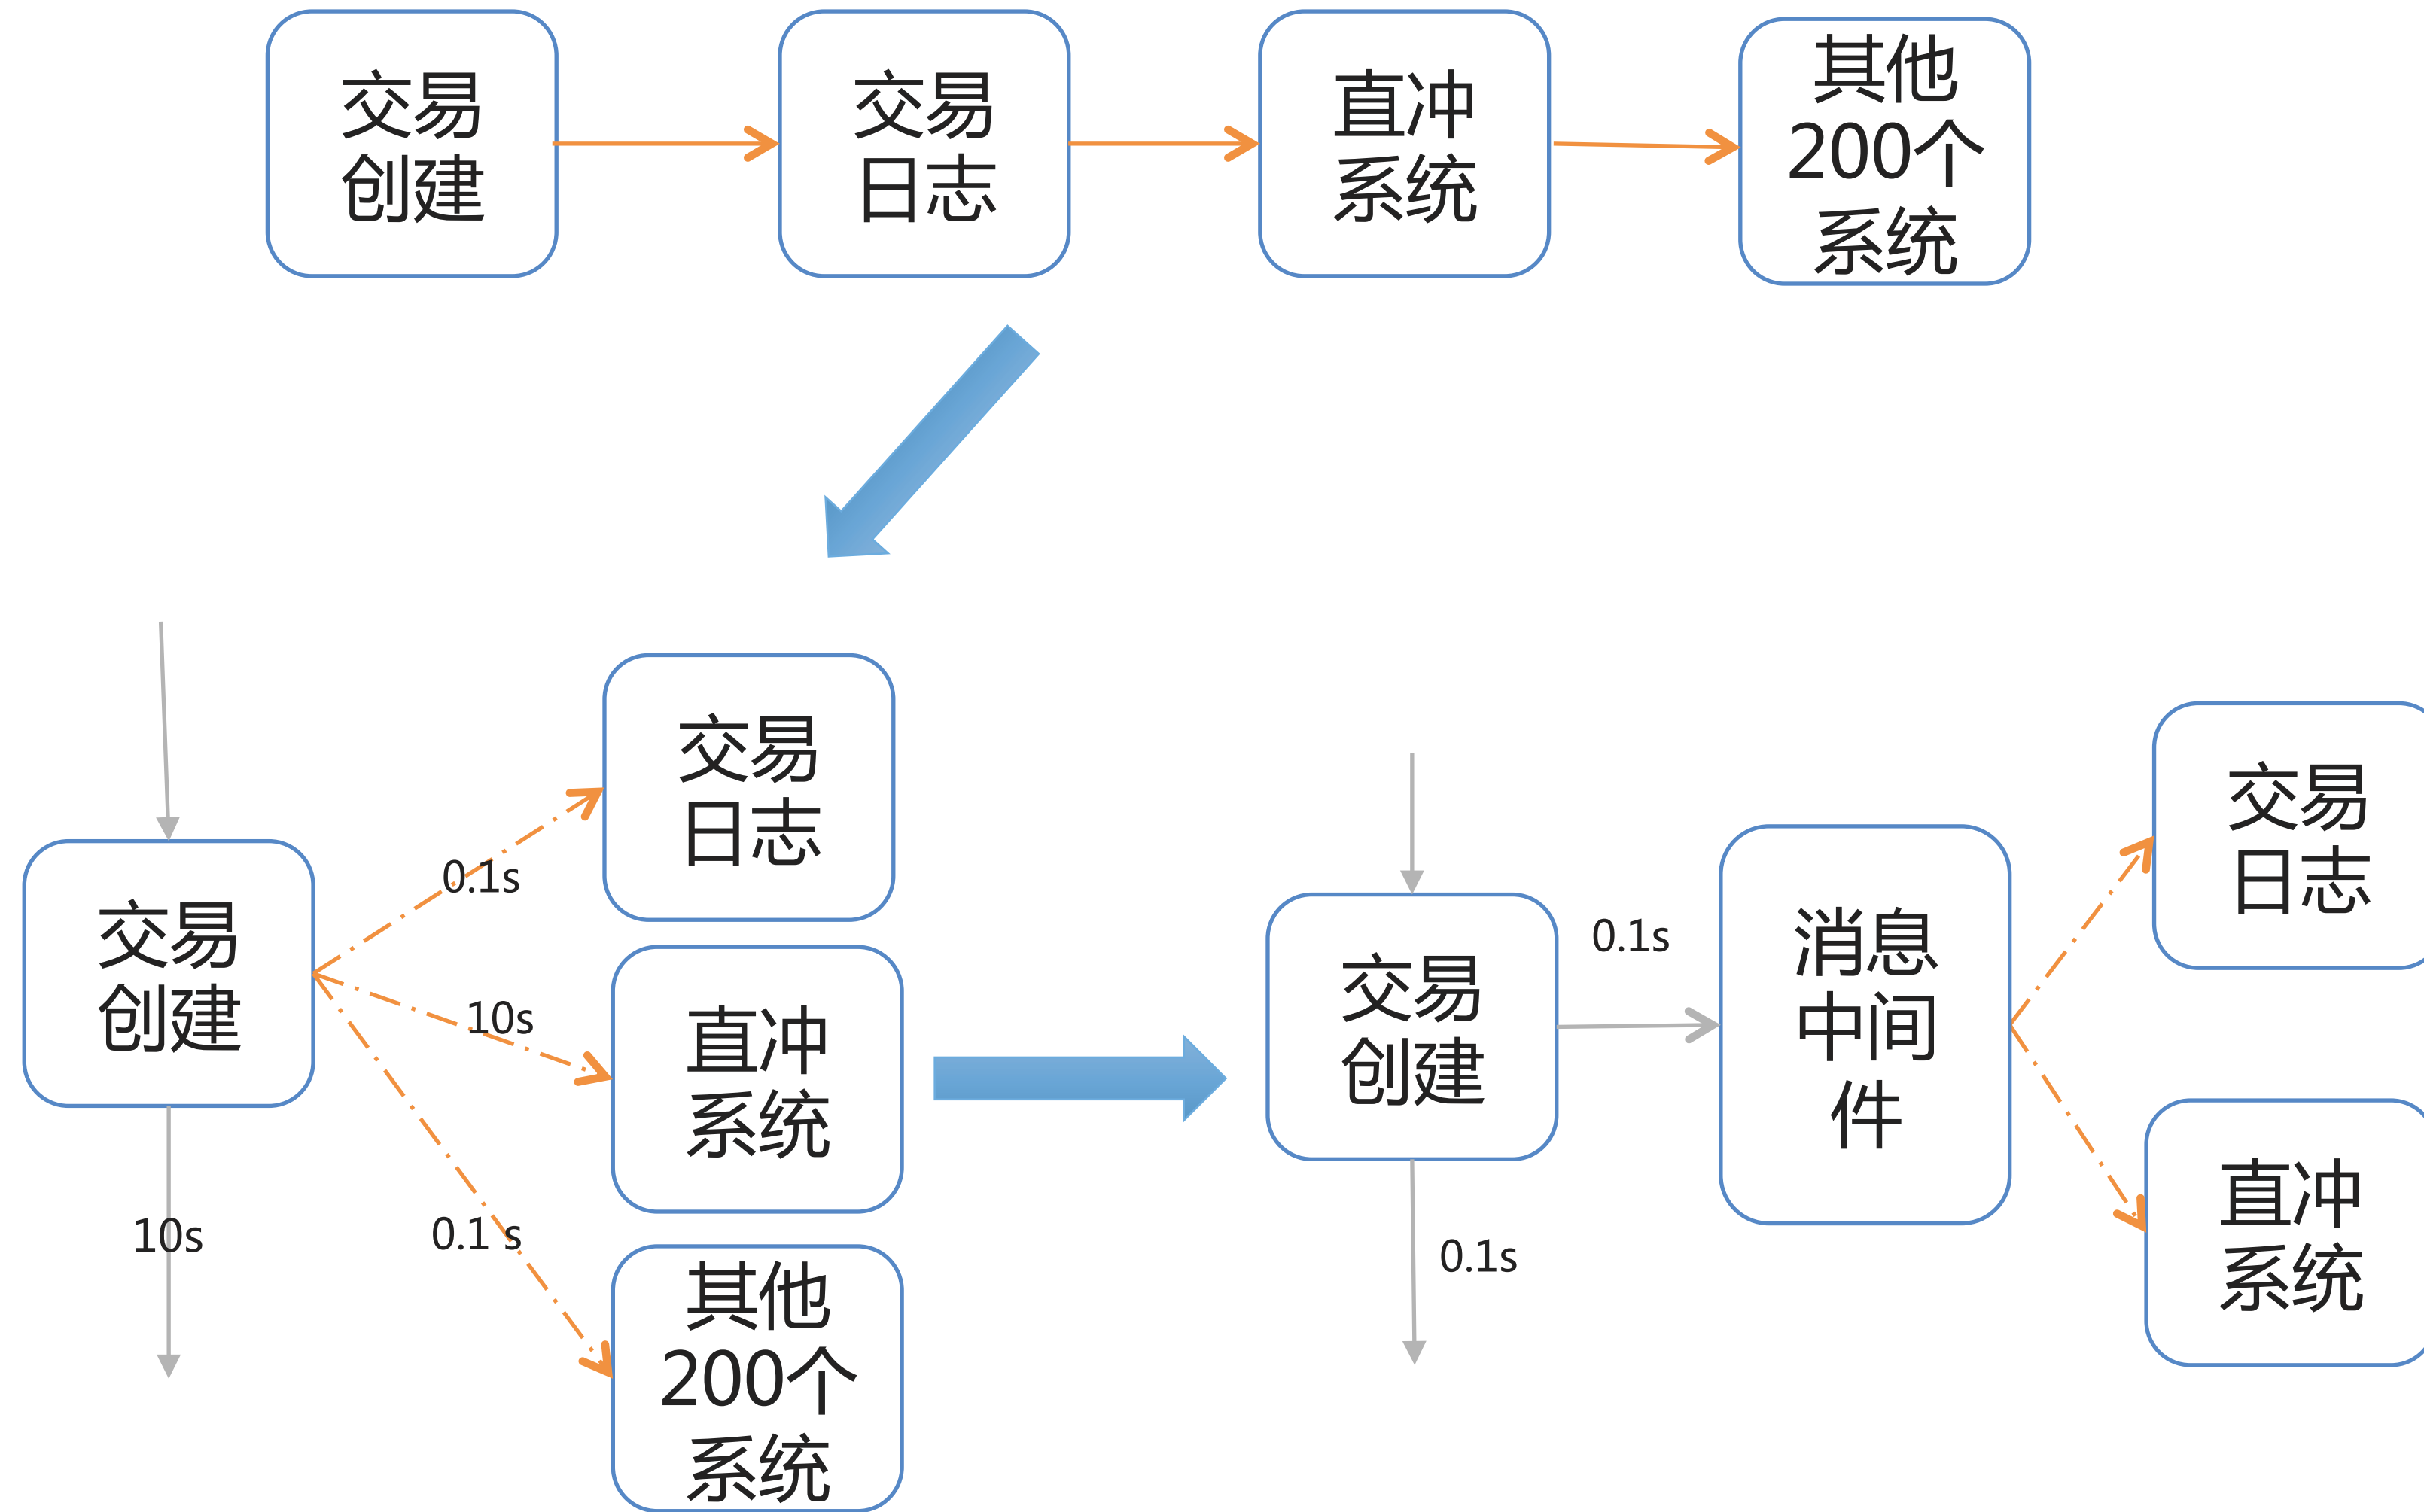 交易
创建
交易
日志
直冲
系统
其他
200个
系统
交易
创建
10s
0.1s
10s
0.1 s
交易
日志
直冲
系统
其他
200个
系统
交易
创建
0.1s
0.1s
消息
中间
件
交易
日志
直冲
系统